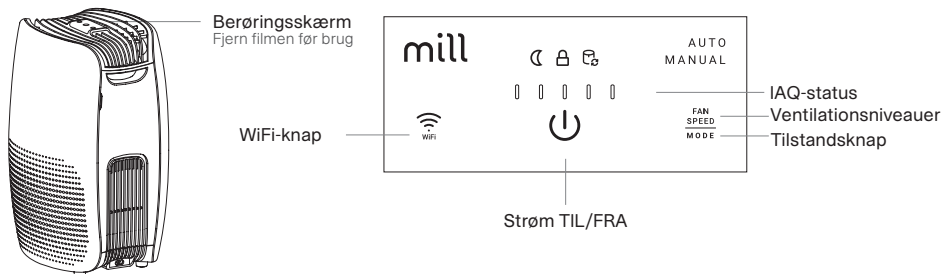 Berøringsskærm
Fjern filmen før brug
mill
AUTO
MANUAL
IAQ-status
FAN
SPEED
Ventilationsniveauer
MODE
Tilstandsknap
WiFi-knap
WiFi
Strøm TIL/FRA